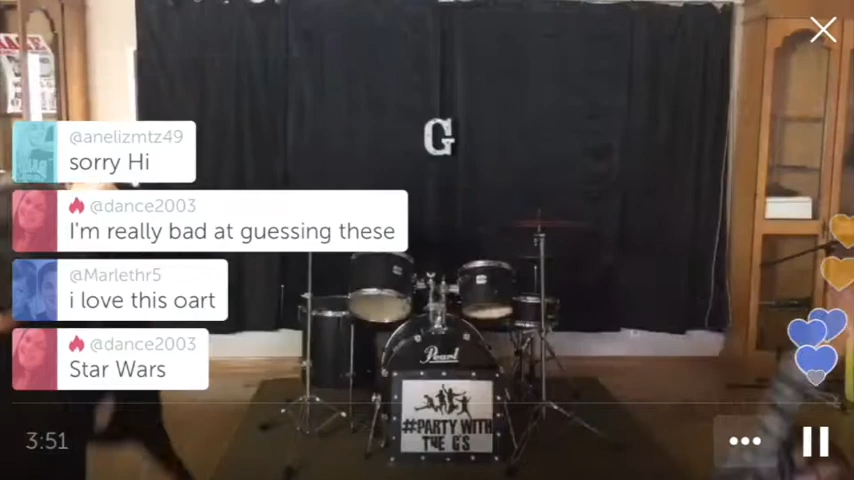 G
@anelizmtz49
sorry Hi
@dance2003
I'm really bad at guessing these
@Marlethr5
i love this oart
@dance2003
Star Wars
Pearl
#PARTY WITH
THE G'S
3:51